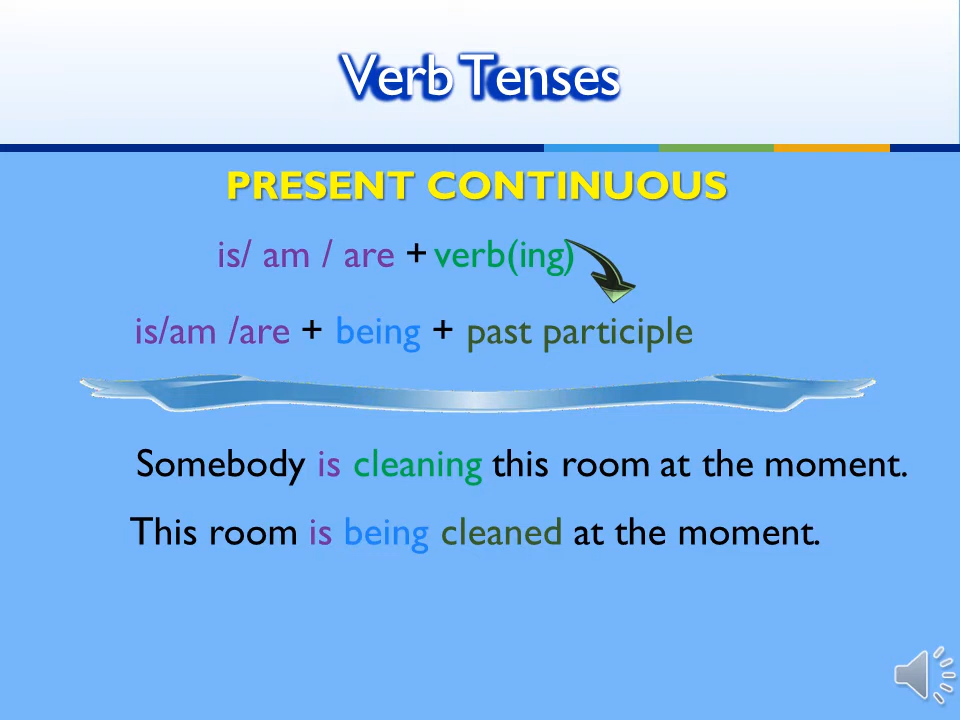 Verb Tenses
PRESENT CONTINUOUS
is/ am / are + verb(ing)
is/am /are + being + past participle
Somebody is cleaning this room at the moment.
This room is being cleaned at the moment.